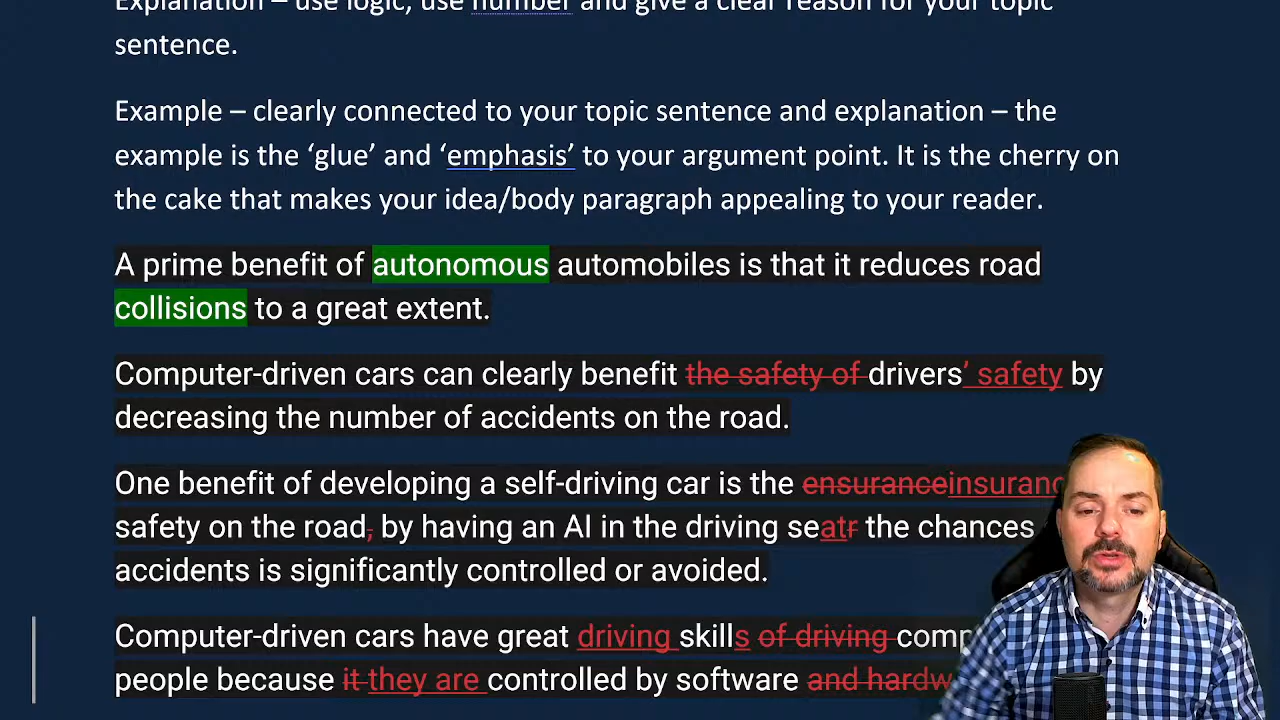 Explanation – use logic, use number and give a clear reason for your topic
sentence.
Example – clearly connected to your topic sentence and explanation – the
example is the ‘glue’ and ‘emphasis’ to your argument point. It is the cherry on
the cake that makes your idea/body paragraph appealing to your reader.
A prime benefit of autonomous automobiles is that it reduces road
collisions to a great extent.
Computer-driven cars can clearly benefit the safety of drivers’ safety by
decreasing the number of accidents on the road.
One benefit of developing a self-driving car is the ensuranceinsuranc
safety on the road, by having an AI in the driving seatr the chances
accidents is significantly controlled or avoided.
Computer-driven cars have great driving skills of driving comp
people because it they are controlled by software and hardw